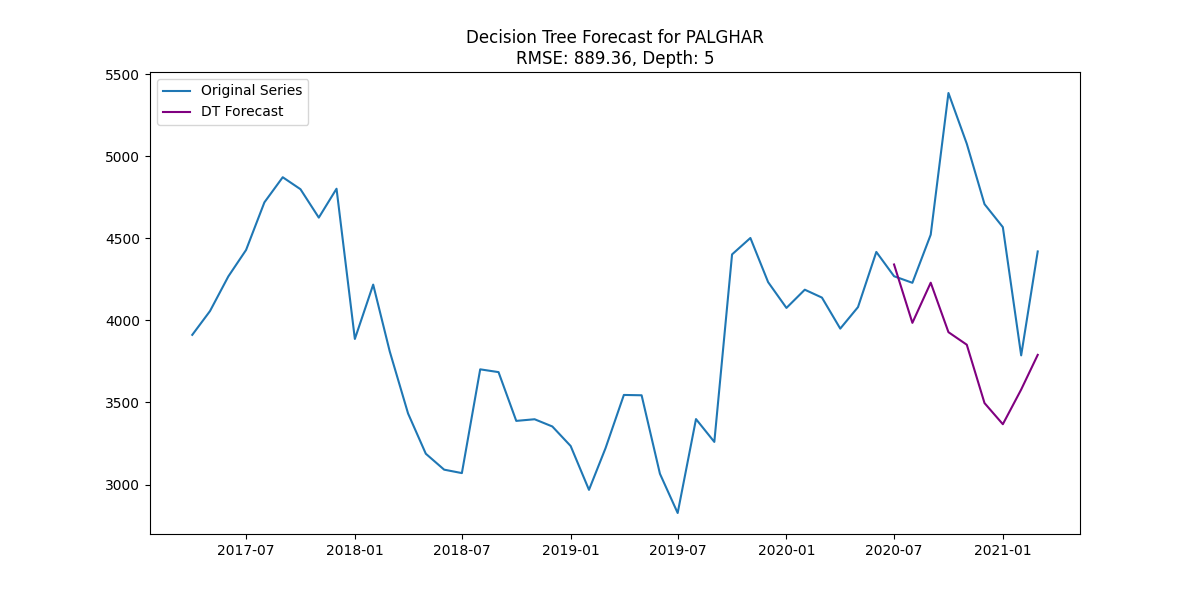 Decision Tree Forecast for PALGHAR
RMSE: 889.36, Depth: 5
Original Series
DT Forecast
5500
5000
4500
4000
3500
3000
2017-07 2018-01 2018-07 2019-01 2019-07 2020-01 2020-07 2021-01